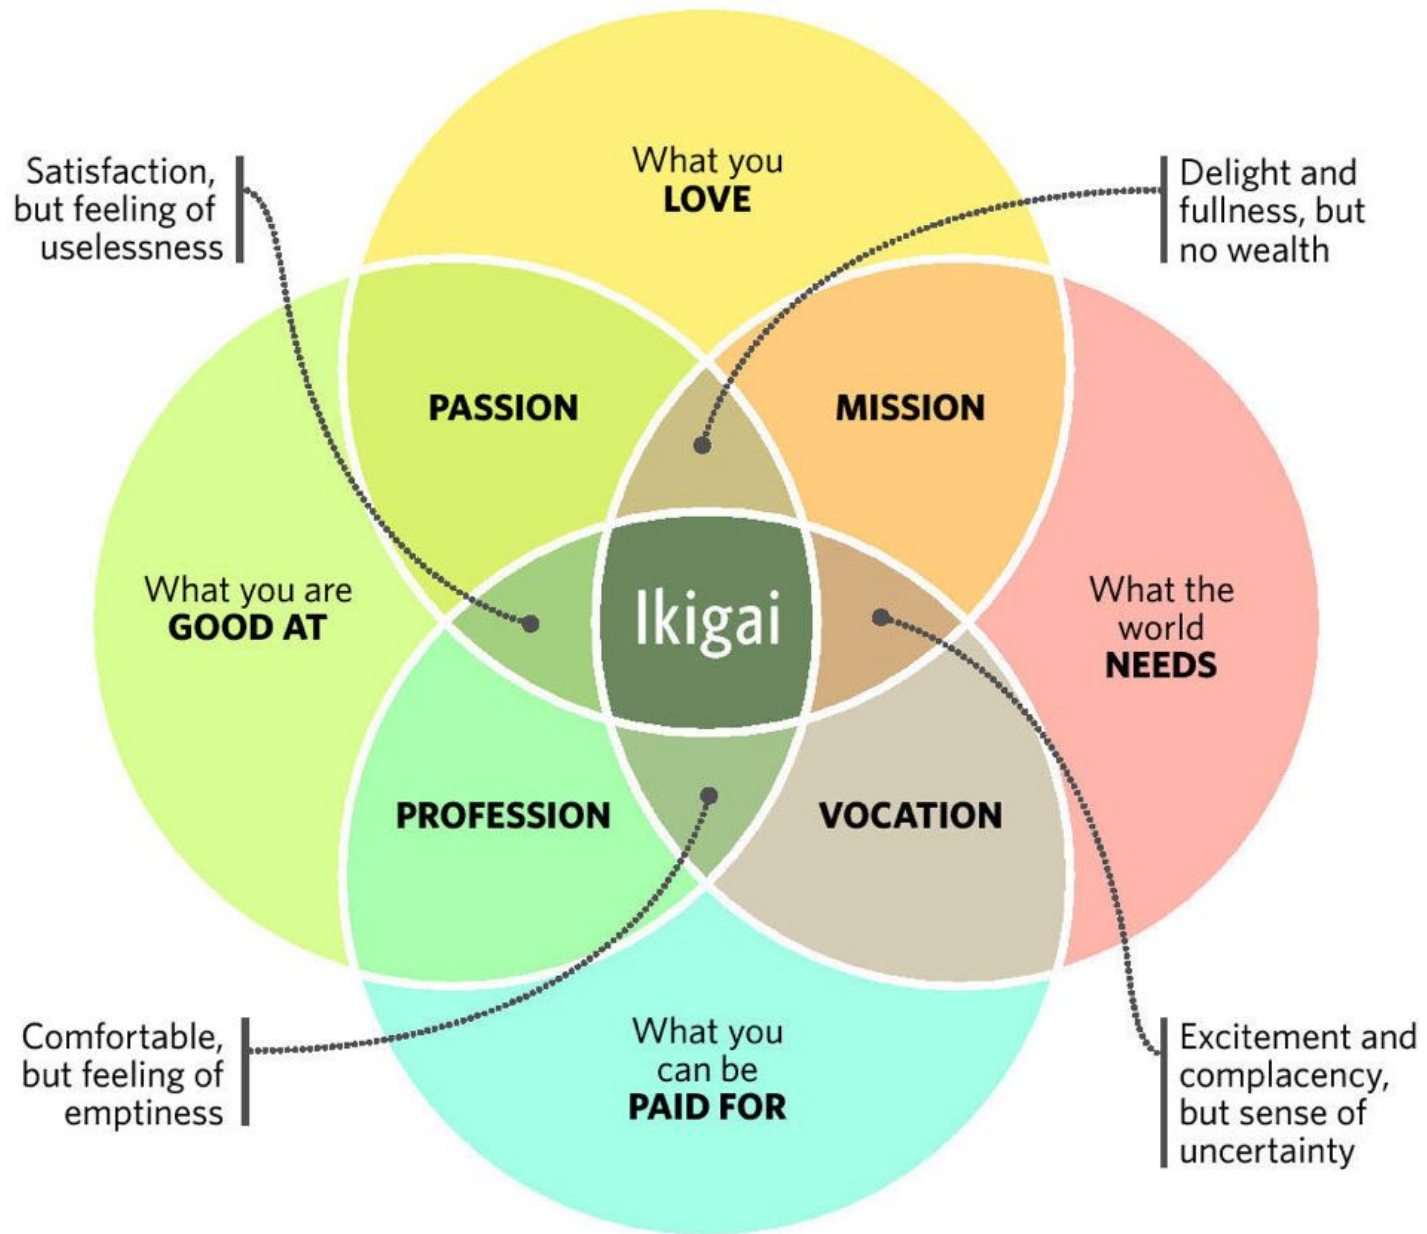 What you
LOVE
Satisfaction,
but feeling of
uselessness
Delight and
fullness, but
no wealth
PASSION
MISSION
What you are
GOOD AT
Ikigai
What the
world
NEEDS
PROFESSION
VOCATION
Comfortable,
but feeling of
emptiness
What you
can be
PAID FOR
Excitement and
complacency,
but sense of
uncertainty